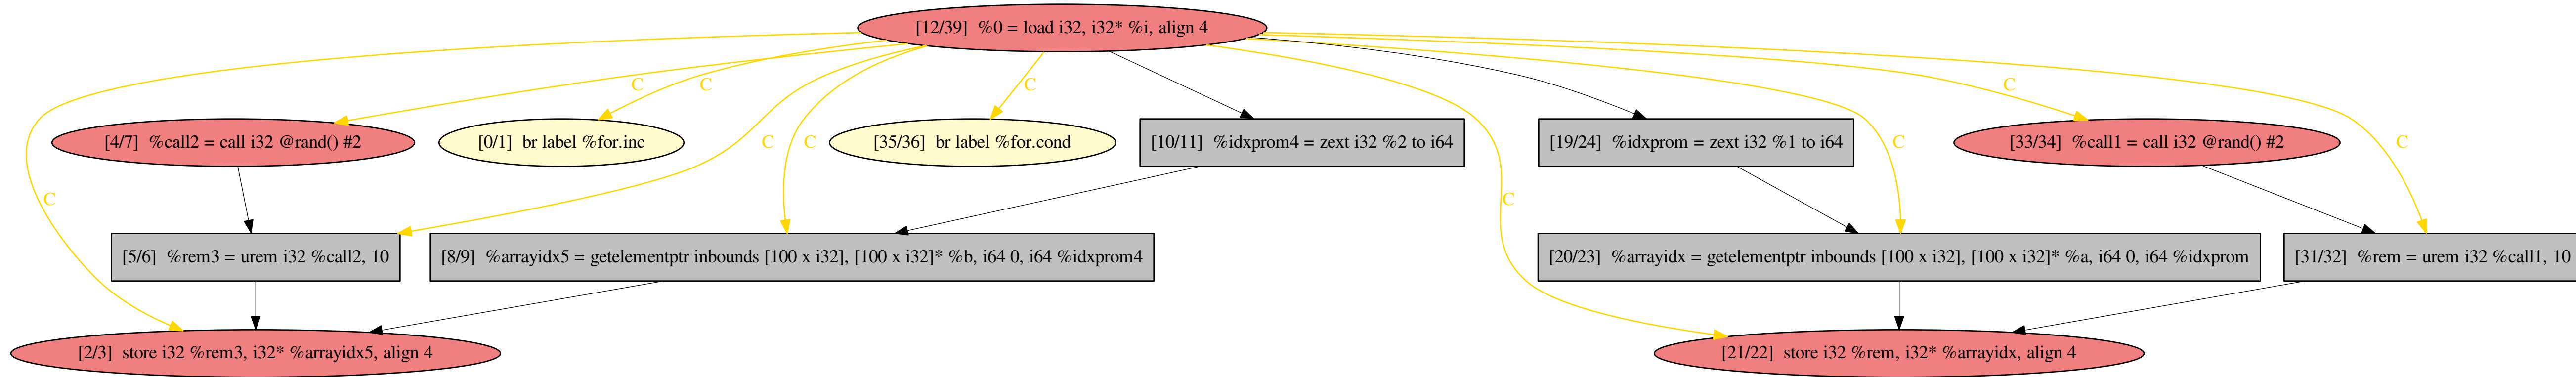 [12/39] %0 = load i32, i32* %i, align 4
C
C
C
C
[4/7] %call2 = call i32 @rand() #2
[0/1] br label %for.inc
C
C
[35/36] br label %for.cond
[10/11] %idxprom4 = zext i32 %2 to i64
[19/24] %idxprom = zext i32 %1 to i64
C
[33/34] %call1 = call i32 @rand() #2
C
C
C
[5/6] %rem3 = urem i32 %call2, 10
[8/9] %arrayidx5 = getelementptr inbounds [100 x i32], [100 x i32]* %b, i64 0, i64 %idxprom4
[20/23] %arrayidx = getelementptr inbounds [100 x i32], [100 x i32]* %a, i64 0, i64 %idxprom
[31/32] %rem = urem i32 %call1, 10
[2/3] store i32 %rem3, i32* %arrayidx5, align 4
[21/22] store i32 %rem, i32* %arrayidx, align 4